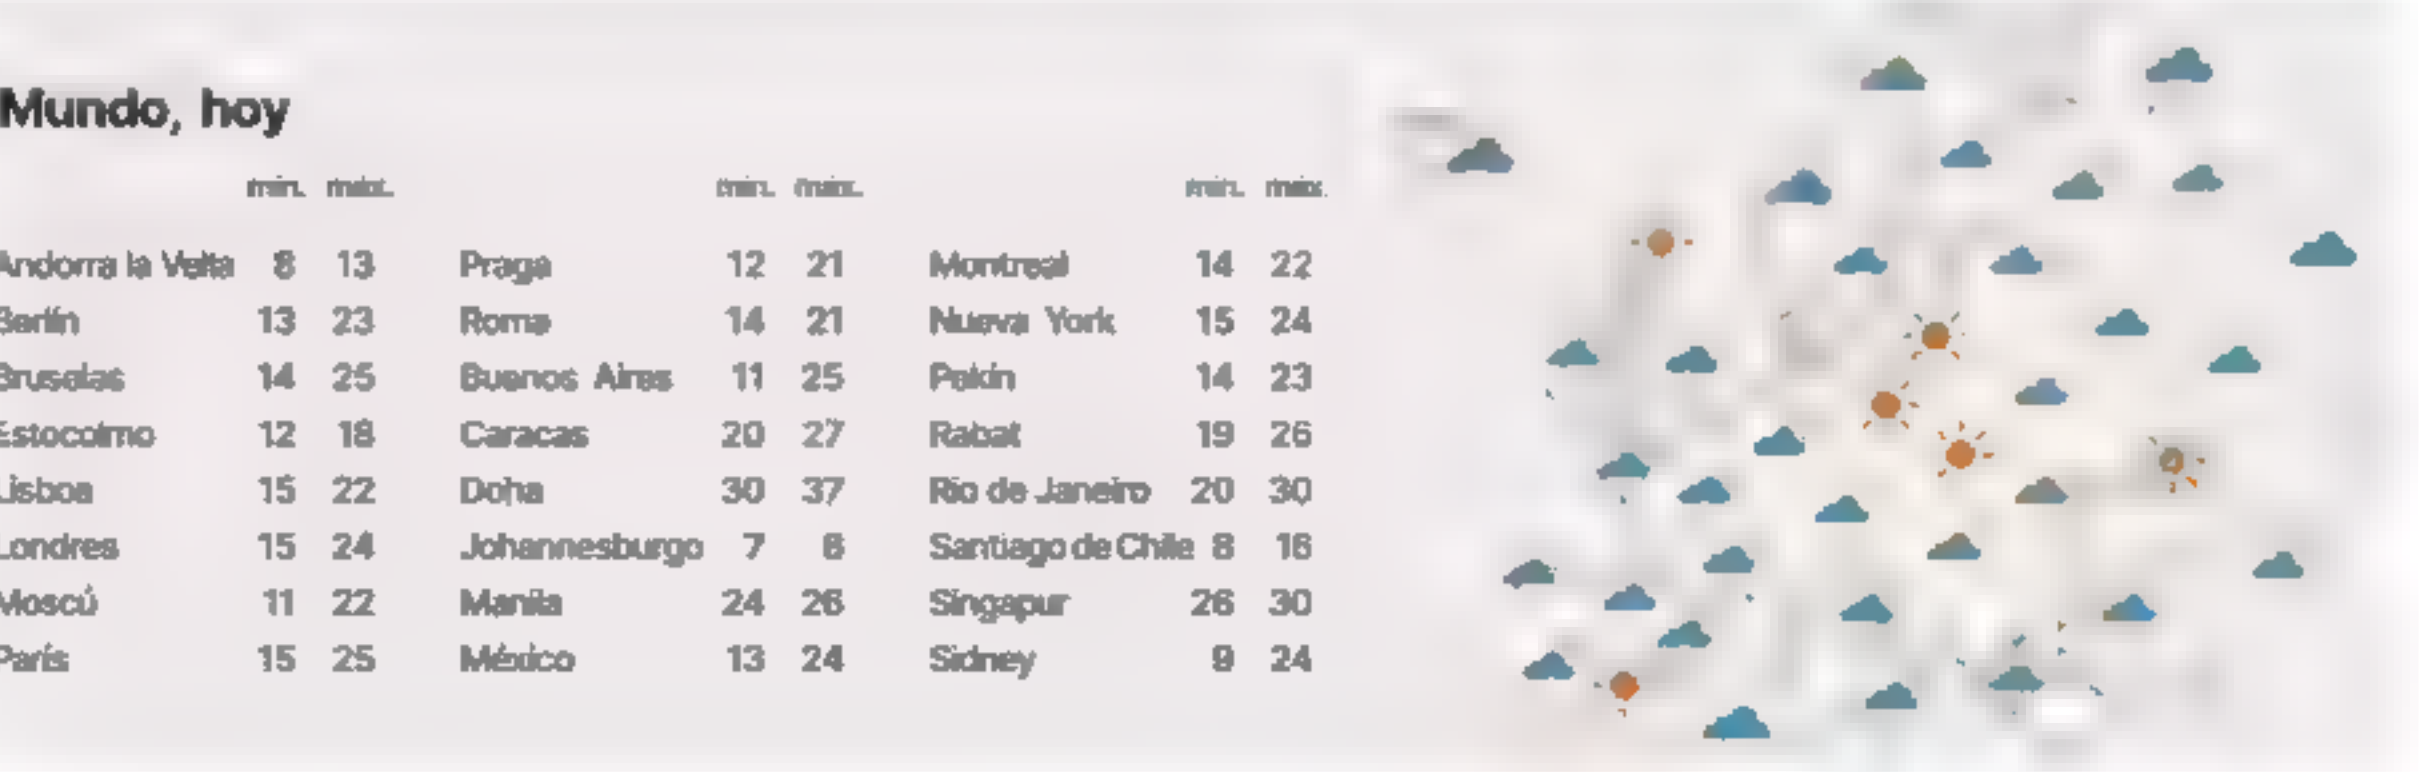 Mundo, hoy
mín. máx. mín. máx. mín. máx.
Andorra la Vella 8 13 Praga 12 21 Montreal 14 22
Berlín 13 23 Roma 14 21 Nueva York 15 24
Bruselas 14 25 Buenos Aires 11 25 Pekín 14 23
Estocolmo 12 18 Caracas 20 27 Rabat 19 26
Lisboa 15 22 Doha 30 37 Rio de Janeiro 20 30
Londres 15 24 Johannesburgo 7 Santiago de Chile 8 16
Moscú 11 22 Manila 24 26 Singapur 26 30
París 15 25 México 13 24 Sidney 9 24